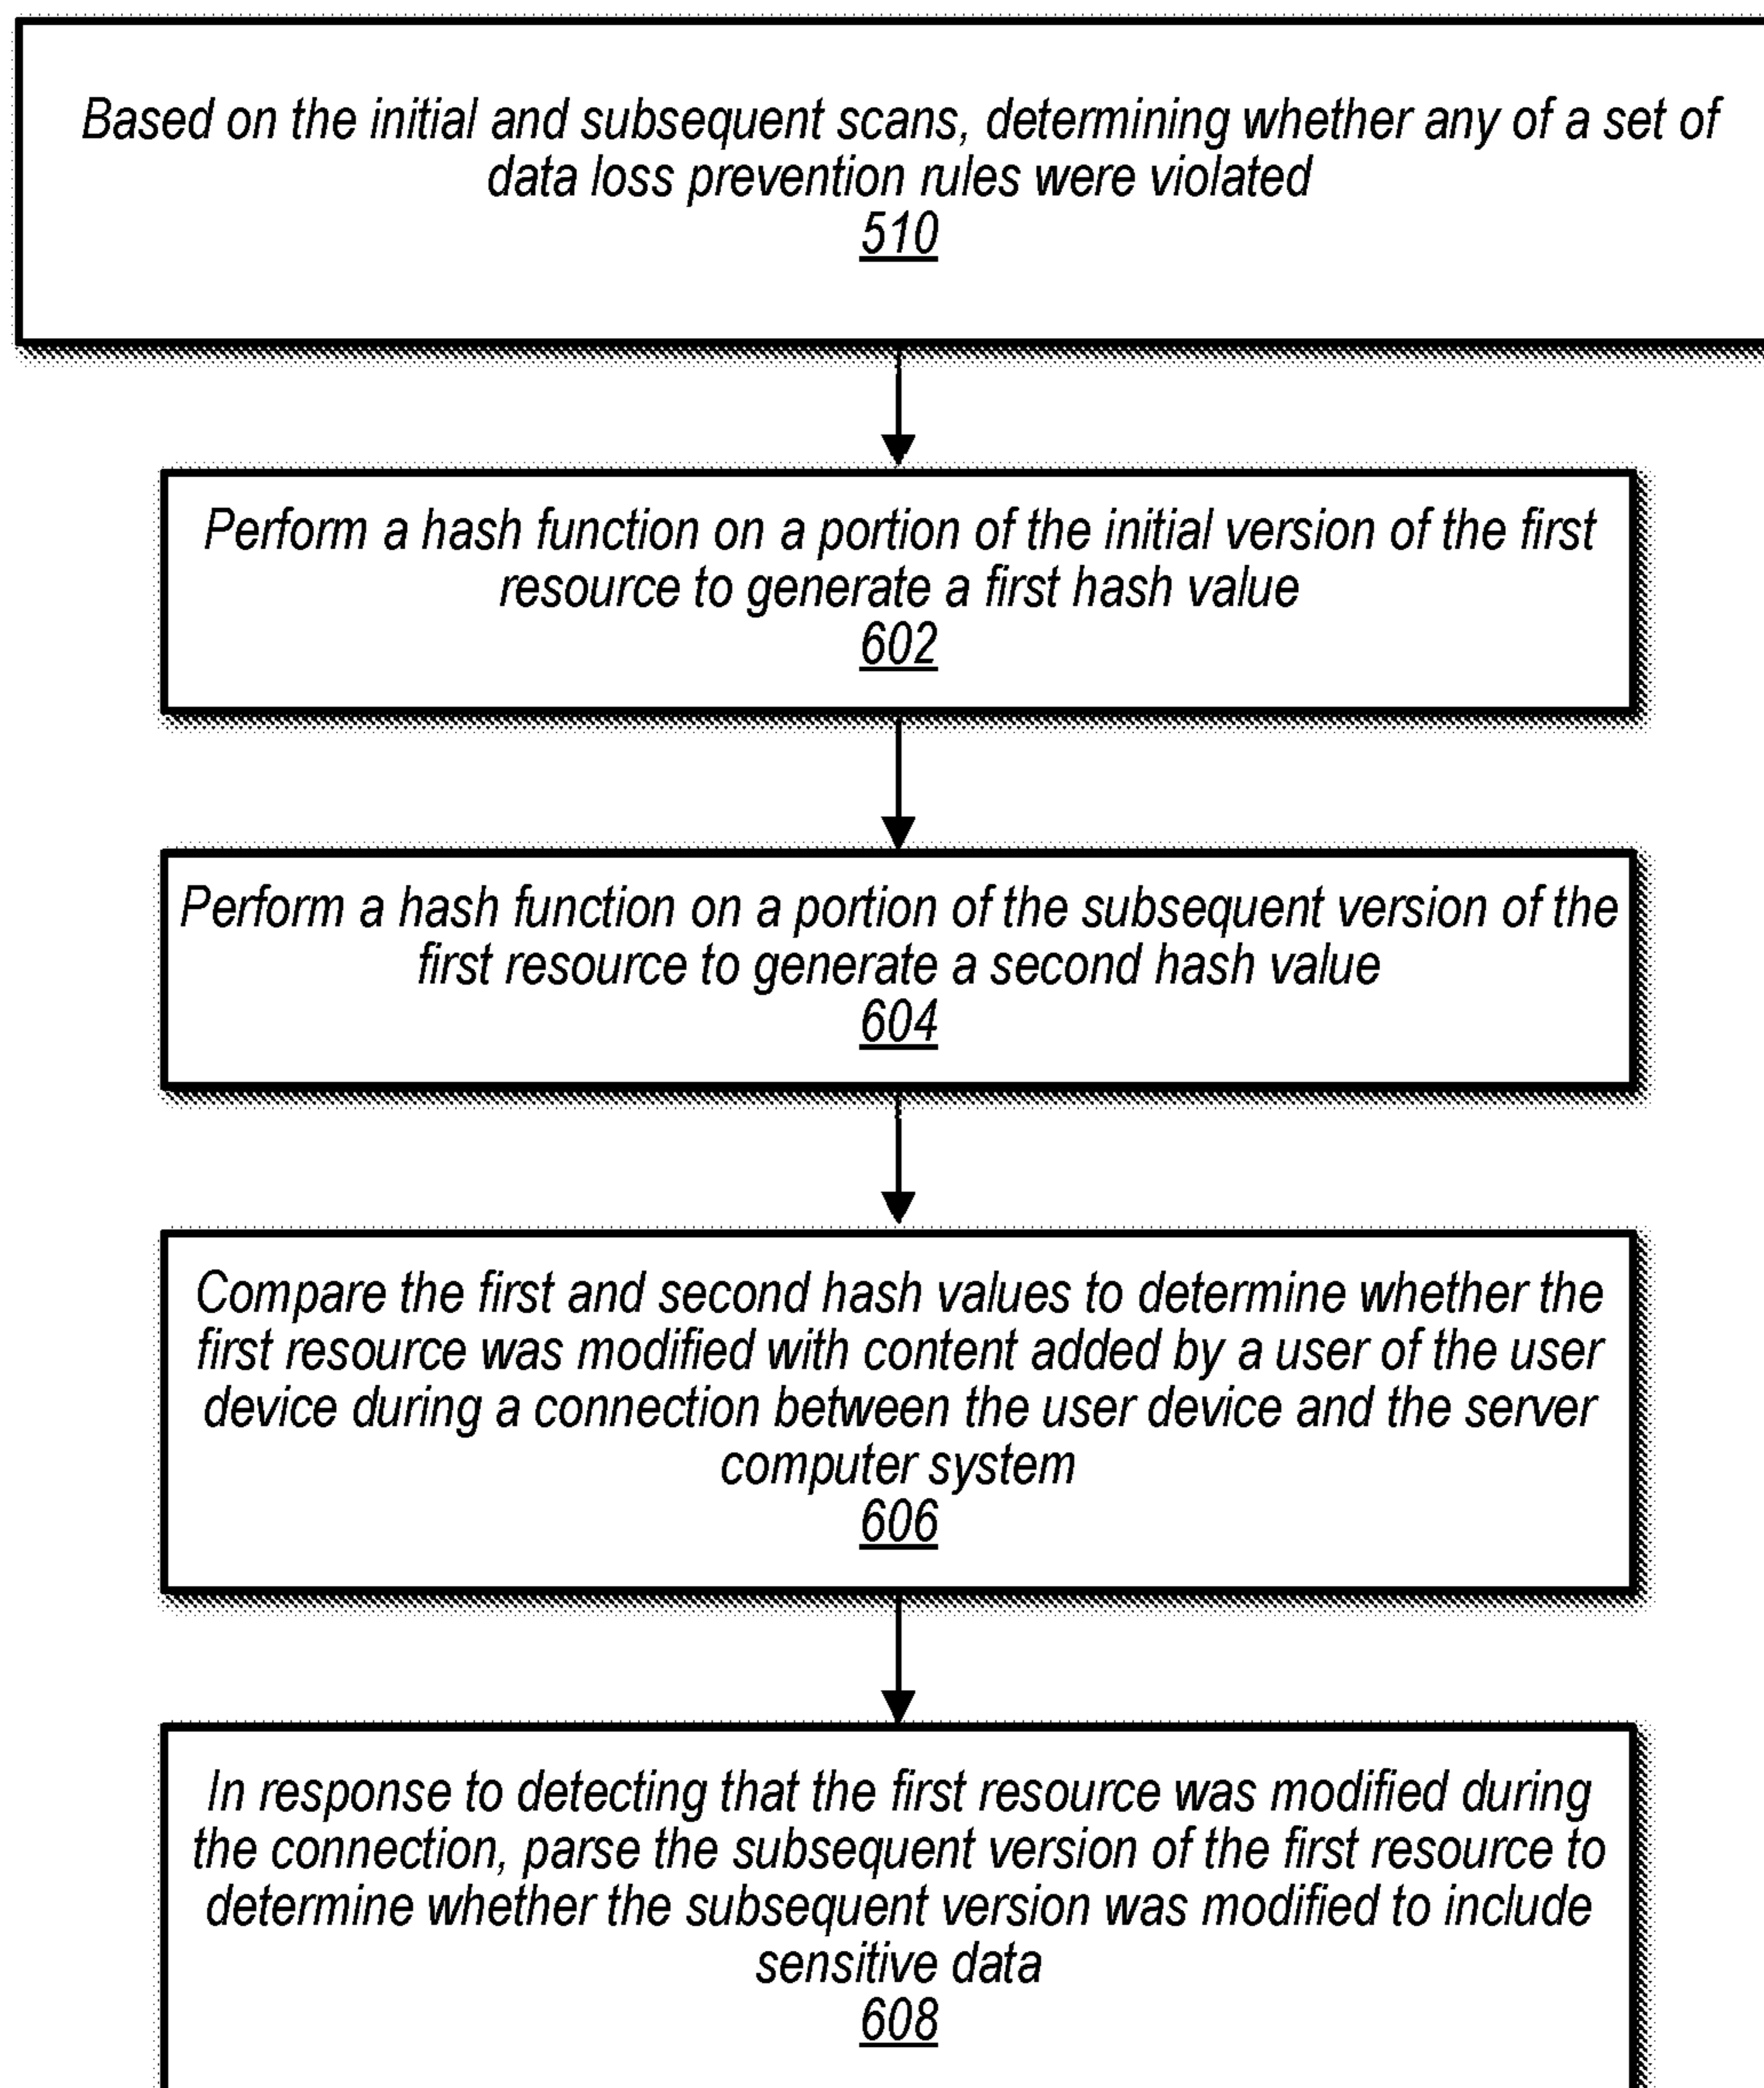 Based on the initial and subsequent scans, determining whether any of a set of
data loss prevention rules were violated
510
Perform a hash function on a portion of the initial version of the first
resource to generate a first hash value
602
Perform a hash function on a portion of the subsequent version of the
first resource to generate a second hash value
604
Compare the first and second hash values to determine whether the
first resource was modified with content added by a user of the user
device during a connection between the user device and the server
computer system
606
In response to detecting that the first resource was modified during
the connection, parse the subsequent version of the first resource to
determine whether the subsequent version was modified to include
sensitive data
608